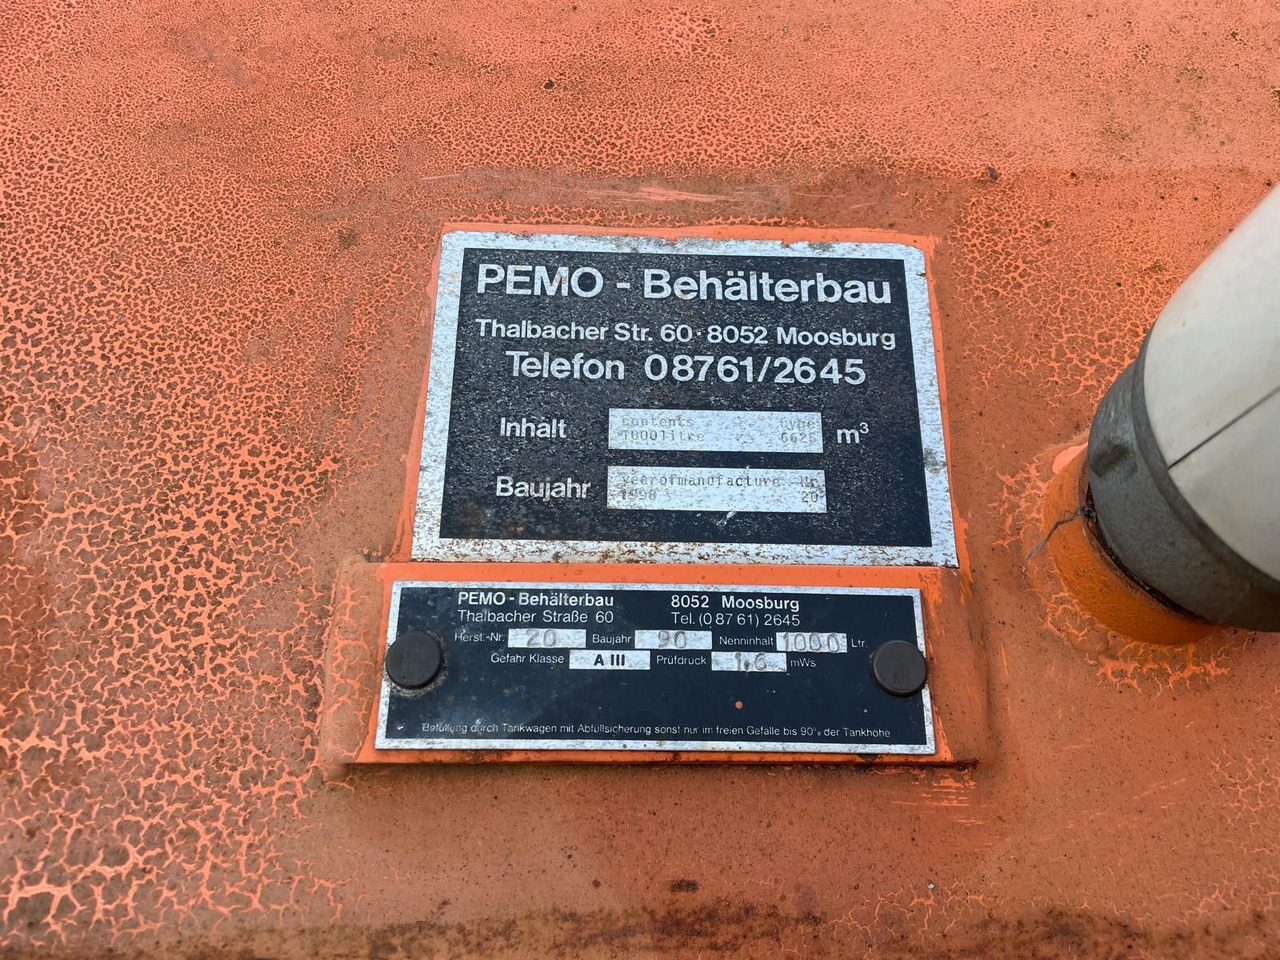 PEMO - Behälterbau
Thalbacher Str. 60 · 8052 Moosburg
Telefon 08761/2645
Inhalt contents type m³
1000litre 6625
Baujahr yearofmanufacture Nr
1990 20
PEMO - Behälterbau 8052 Moosburg
Thalbacher Straße 60 Tel. (0 87 61) 2645
Herst.-Nr. 20 Baujahr 90 Nenninhalt 1000 Ltr.
Gefahr Klasse A III Prüfdruck 1,6 mWs
Befüllung durch Tankwagen mit Abfüllsicherung sonst nur im freien Gefälle bis 90% der Tankhöhe